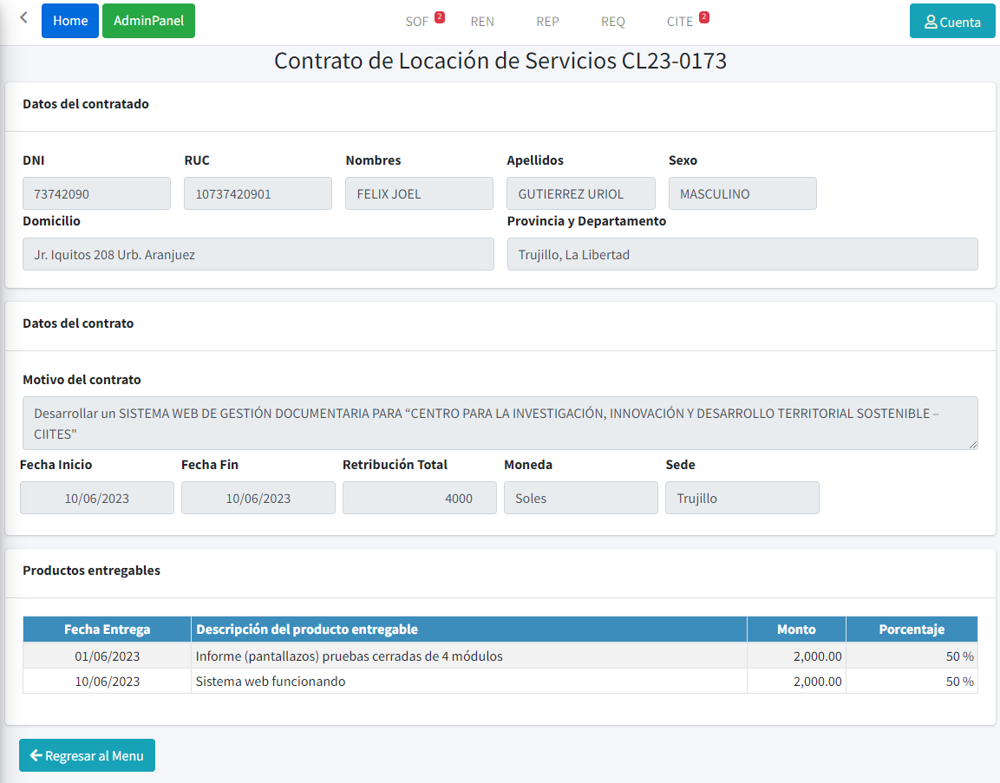 Home AdminPanel SOF 2 REN REP REQ CITE 2 Cuenta
Contrato de Locación de Servicios CL23-0173
Datos del contratado
DNI RUC Nombres Apellidos Sexo
73742090 10737420901 FELIX JOEL GUTIERREZ URIOL MASCULINO
Domicilio Provincia y Departamento
Jr. Iquitos 208 Urb. Aranjuez Trujillo, La Libertad
Datos del contrato
Motivo del contrato
Desarrollar un SISTEMA WEB DE GESTIÓN DOCUMENTARIA PARA “CENTRO PARA LA INVESTIGACIÓN, INNOVACIÓN Y DESARROLLO TERRITORIAL SOSTENIBLE –
CIITES"
Fecha Inicio Fecha Fin Retribución Total Moneda Sede
10/06/2023 10/06/2023 4000 Soles Trujillo
Productos entregables
Fecha Entrega Descripción del producto entregable Monto Porcentaje
01/06/2023 Informe (pantallazos) pruebas cerradas de 4 módulos 2,000.00 50 %
10/06/2023 Sistema web funcionando 2,000.00 50 %
Regresar al Menu